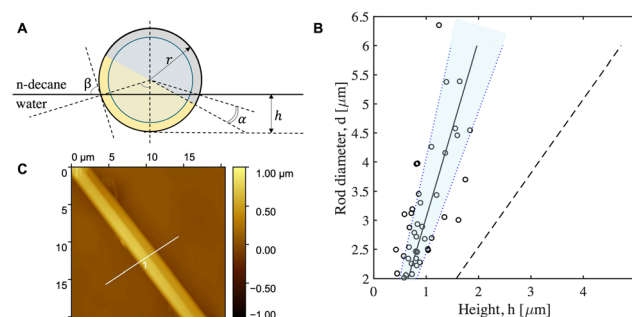 A
r
β
n-decane
water
h
α
C
0 μm 5 10 15
0
5
10
15
1
1.00 μm
0.50
0.00
−0.50
−1.00
B
Rod diameter, d [μm]
6.5
6
5.5
5
4.5
4
3.5
3
2.5
2
0 1 2 3 4
Height, h [μm]